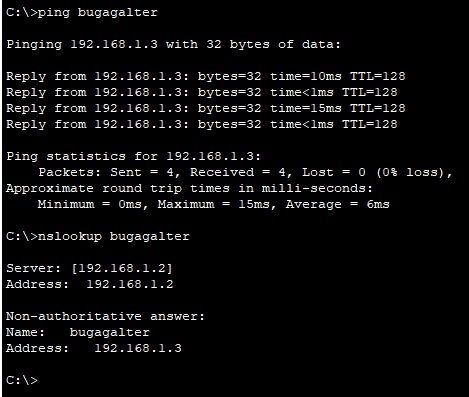 C:\>ping bugagalter
Pinging 192.168.1.3 with 32 bytes of data:
Reply from 192.168.1.3: bytes=32 time=10ms TTL=128
Reply from 192.168.1.3: bytes=32 time<1ms TTL=128
Reply from 192.168.1.3: bytes=32 time=15ms TTL=128
Reply from 192.168.1.3: bytes=32 time<1ms TTL=128
Ping statistics for 192.168.1.3:
    Packets: Sent = 4, Received = 4, Lost = 0 (0% loss),
Approximate round trip times in milli-seconds:
    Minimum = 0ms, Maximum = 15ms, Average = 6ms
C:\>nslookup bugagalter
Server: [192.168.1.2]
Address:  192.168.1.2
Non-authoritative answer:
Name:   bugagalter
Address:   192.168.1.3
C:\>